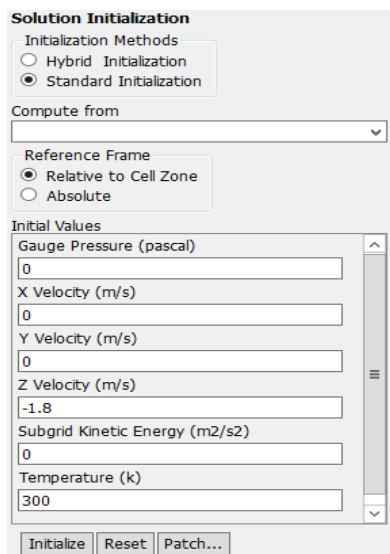 Solution Initialization
Initialization Methods
Hybrid Initialization
Standard Initialization
Compute from
Reference Frame
Relative to Cell Zone
Absolute
Initial Values
Gauge Pressure (pascal)
0
X Velocity (m/s)
0
Y Velocity (m/s)
0
Z Velocity (m/s)
-1.8
Subgrid Kinetic Energy (m2/s2)
0
Temperature (k)
300
Initialize Reset Patch...